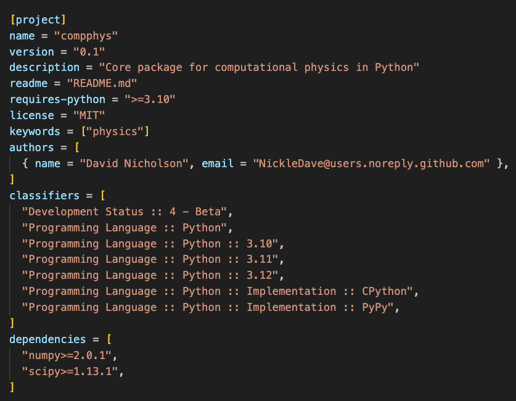 [project]
name = "compphys"
version = "0.1"
description = "Core package for computational physics in Python"
readme = "README.md"
requires-python = ">=3.10"
license = "MIT"
keywords = ["physics"]
authors = [
  { name = "David Nicholson", email = "NickleDave@users.noreply.github.com" },
]
classifiers = [
  "Development Status :: 4 - Beta",
  "Programming Language :: Python",
  "Programming Language :: Python :: 3.10",
  "Programming Language :: Python :: 3.11",
  "Programming Language :: Python :: 3.12",
  "Programming Language :: Python :: Implementation :: CPython",
  "Programming Language :: Python :: Implementation :: PyPy",
]
dependencies = [
  "numpy>=2.0.1",
  "scipy>=1.13.1",
]